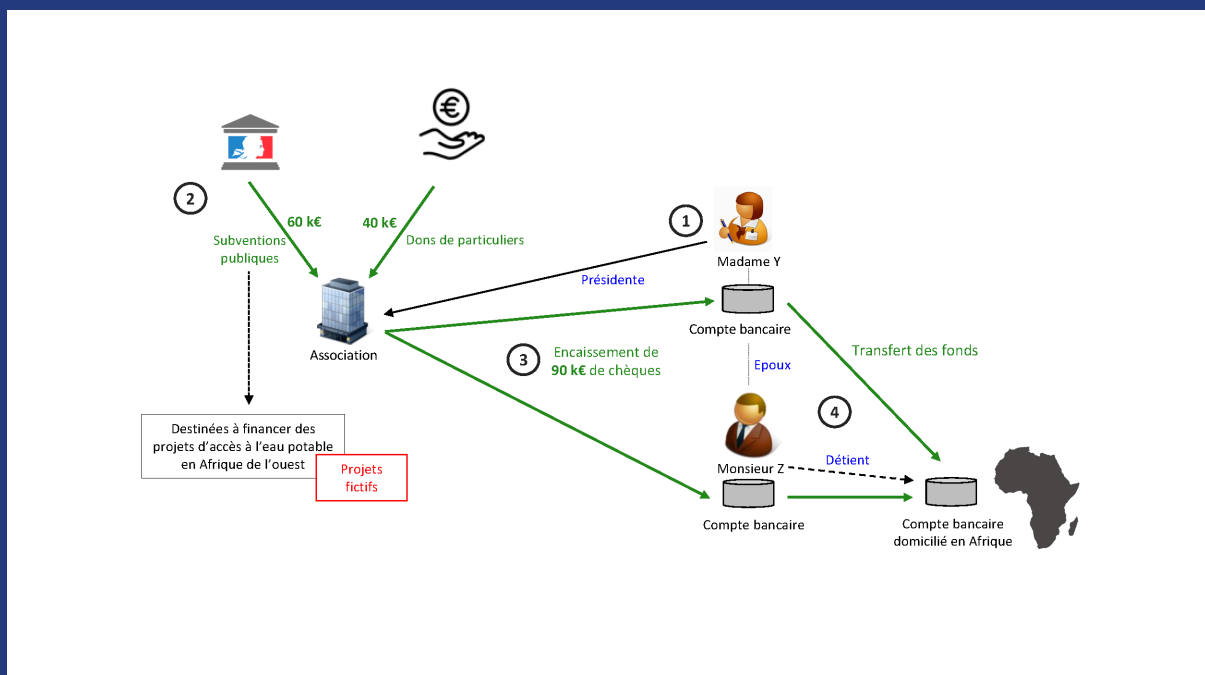 2
60 k€
40 k€
Subventions
publiques
Dons de particuliers
1
Madame Y
Présidente
Compte bancaire
Association
3
Encaissement de
90 k€ de chèques
Epoux
Transfert des fonds
4
Destinées à financer des
projets d’accès à l’eau potable
en Afrique de l’ouest
Projets
fictifs
Monsieur Z
Détient
Compte bancaire
Compte bancaire
domicilié en Afrique